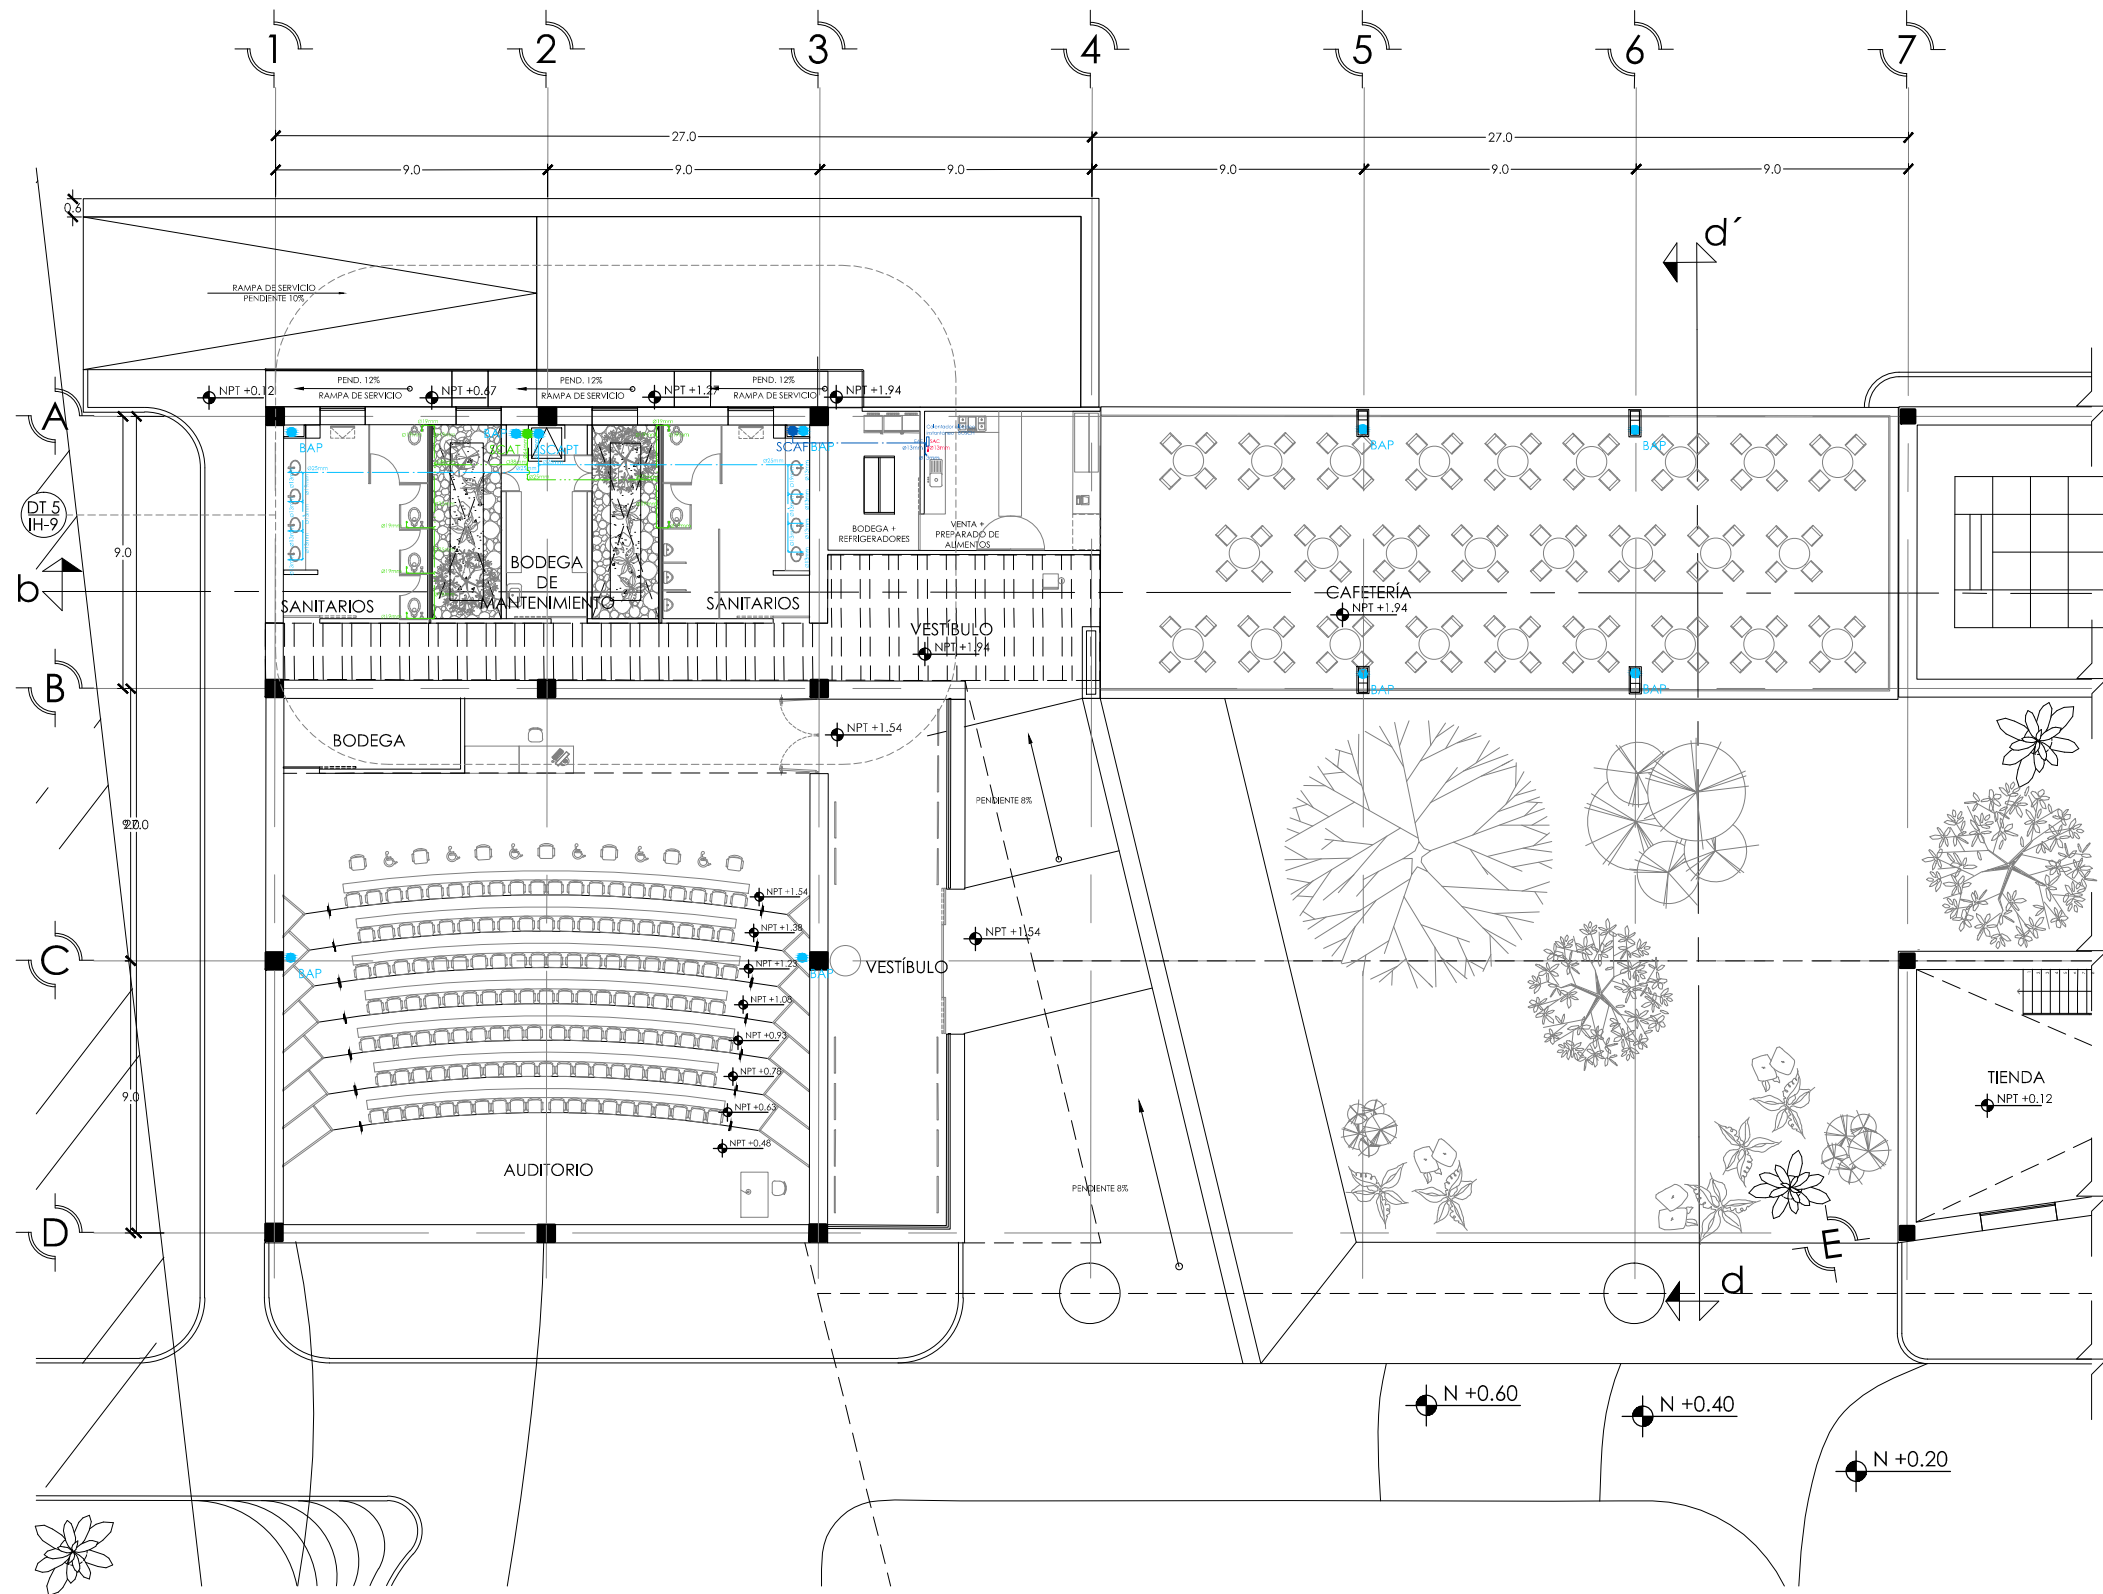 1 2 3 4 5 6 7
27.0 27.0
9.0 9.0 9.0 9.0 9.0 9.0
0.6
d´
RAMPA DE SERVICIO
PENDIENTE 10%
PEND. 12% PEND. 12% PEND. 12%
NPT +0.12 RAMPA DE SERVICIO NPT +0.67 RAMPA DE SERVICIO RAMPA DE SERVICIO NPT +1.94
A
BAP SCAF BAP BAP BAP
Ø25mm Ø25mm
DT 5
IH-9
BODEGA +
REFRIGERADORES
VENTA +
PREPARADO DE
ALIMENTOS
9.0
b
BODEGA
DE
MANTENIMIENTO
SANITARIOS SANITARIOS
CAFETERÍA
NPT +1.94
VESTÍBULO
NPT +1.94
B
BAP BAP
BODEGA
NPT +1.54
PENDIENTE 8%
NPT +1.54
NPT +1.38
NPT +1.54
C
BAP
NPT +1.23
BAP
VESTÍBULO
NPT +1.08
NPT +0.93
NPT +0.78
9.0
NPT +0.63
NPT +0.48
TIENDA
NPT +0.12
AUDITORIO
PENDIENTE 8%
D
E
d
N +0.60
N +0.40
N +0.20